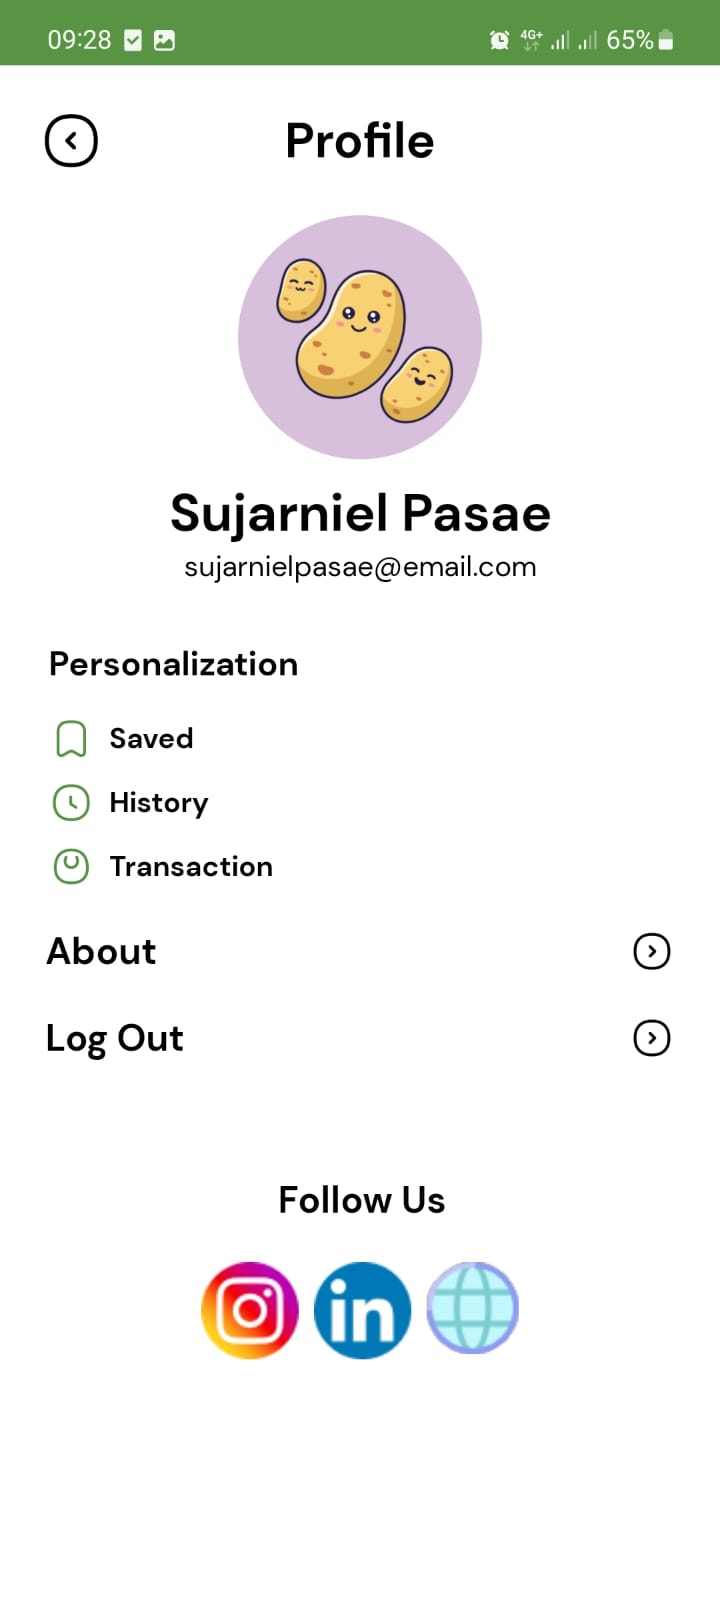 09:28 4G+ 65%
Profile
Sujarniel Pasae
sujarnielpasae@email.com
Personalization
Saved
History
Transaction
About
Log Out
Follow Us
in